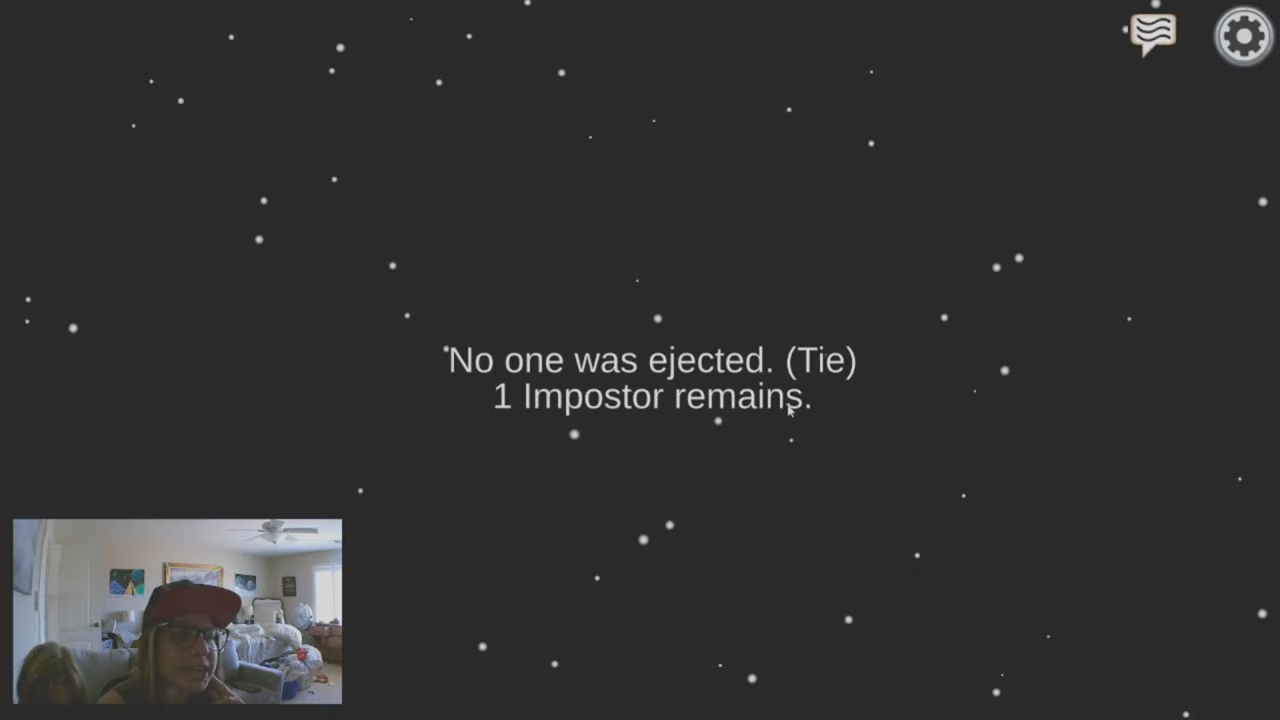 No one was ejected. (Tie)
1 Impostor remains.